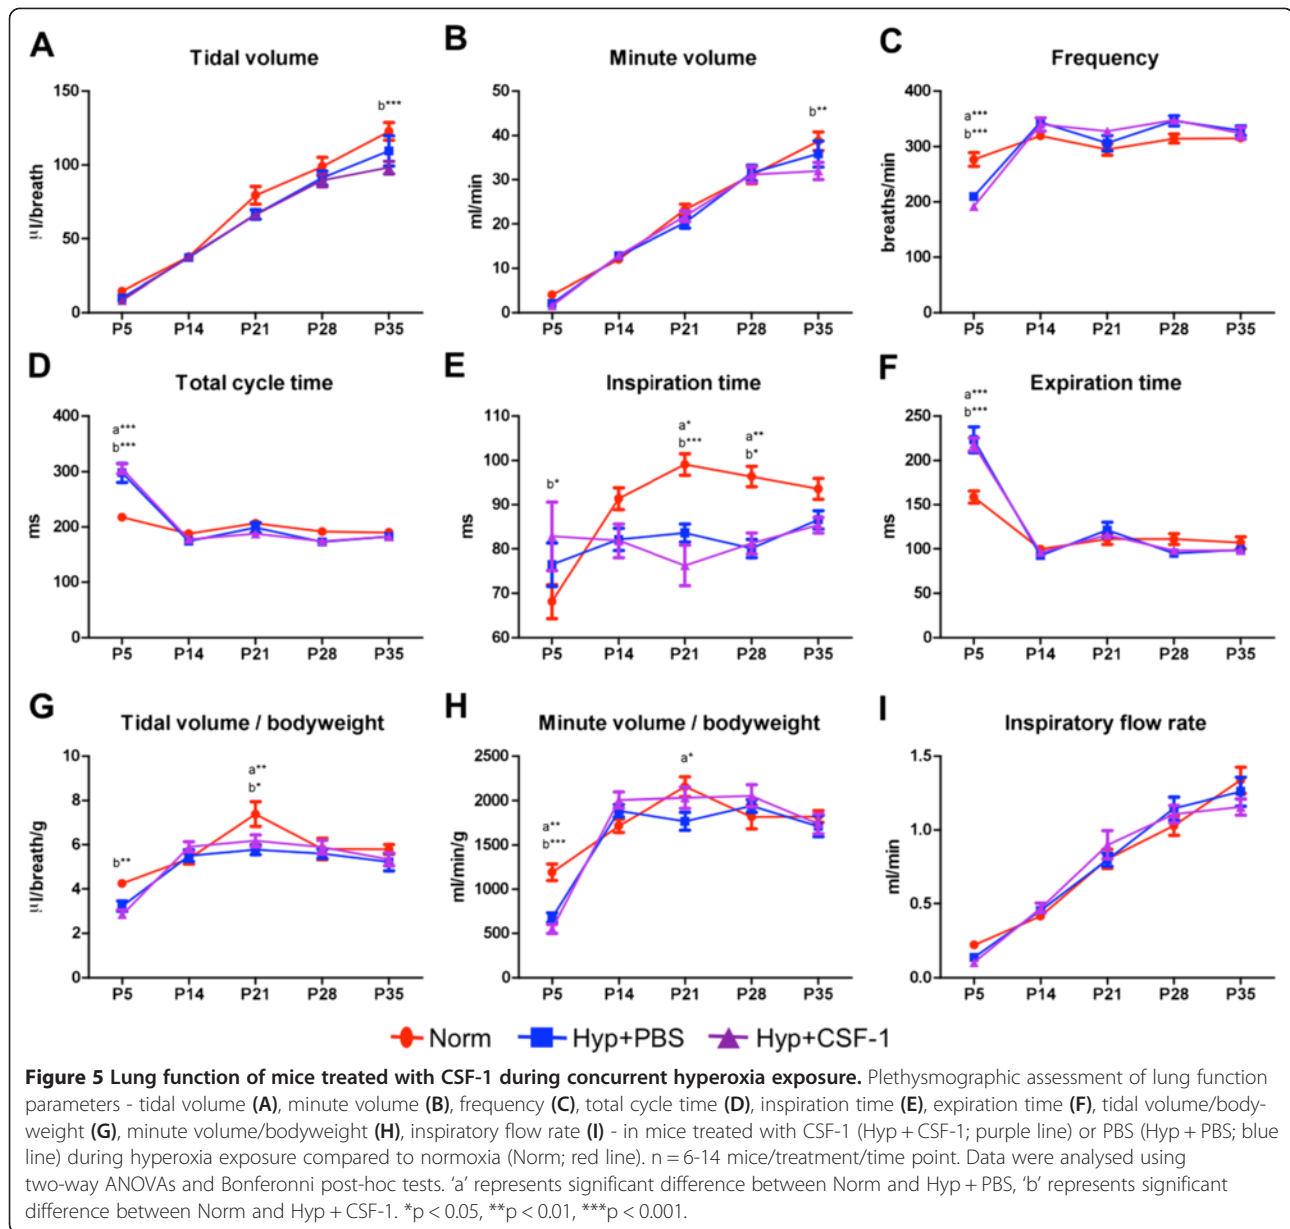 A
Tidal volume
µl/breath
150
100
50
0
b***
P5 P14 P21 P28 P35
B
Minute volume
ml/min
50
40
30
20
10
0
b**
P5 P14 P21 P28 P35
C
Frequency
breaths/min
400
300
200
100
0
a***
b***
P5 P14 P21 P28 P35
D
Total cycle time
ms
400
300
200
100
0
a***
b***
P5 P14 P21 P28 P35
E
Inspiration time
ms
110
100
90
80
70
60
b*
a*
b***
a**
b*
P5 P14 P21 P28 P35
F
Expiration time
ms
250
200
150
100
50
0
a***
b***
P5 P14 P21 P28 P35
G
Tidal volume / bodyweight
µl/breath/g
10
8
6
4
2
0
b**
a**
b*
P5 P14 P21 P28 P35
H
Minute volume / bodyweight
ml/min/g
2500
2000
1500
1000
500
0
a**
b***
a*
P5 P14 P21 P28 P35
I
Inspiratory flow rate
ml/min
1.5
1.0
0.5
0.0
P5 P14 P21 P28 P35
Norm Hyp+PBS Hyp+CSF-1
Figure 5 Lung function of mice treated with CSF-1 during concurrent hyperoxia exposure. Plethysmographic assessment of lung function
parameters - tidal volume (A), minute volume (B), frequency (C), total cycle time (D), inspiration time (E), expiration time (F), tidal volume/body-
weight (G), minute volume/bodyweight (H), inspiratory flow rate (I) - in mice treated with CSF-1 (Hyp + CSF-1; purple line) or PBS (Hyp + PBS; blue
line) during hyperoxia exposure compared to normoxia (Norm; red line). n = 6-14 mice/treatment/time point. Data were analysed using
two-way ANOVAs and Bonferonni post-hoc tests. ‘a’ represents significant difference between Norm and Hyp + PBS, ‘b’ represents significant
difference between Norm and Hyp + CSF-1. *p < 0.05, **p < 0.01, ***p < 0.001.